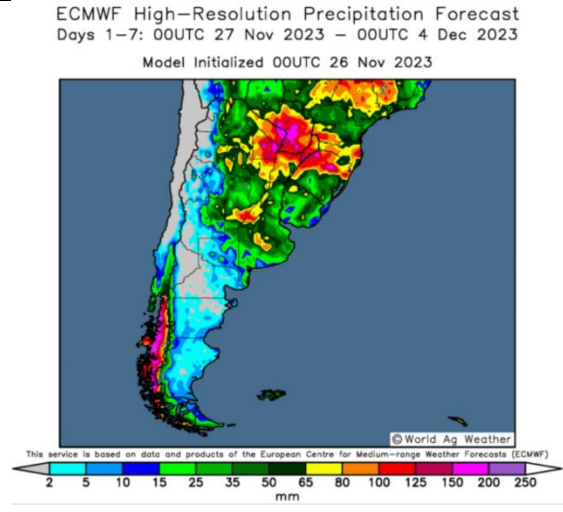 ECMWF High-Resolution Precipitation Forecast
Days 1-7: 00UTC 27 Nov 2023 - 00UTC 4 Dec 2023
Model Initialized 00UTC 26 Nov 2023
© World Ag Weather
This service is based on data and products of the European Centre for Medium-range Weather Forecasts (ECMWF)
2 5 10 15 25 35 50 65 80 100 125 150 200 250
mm